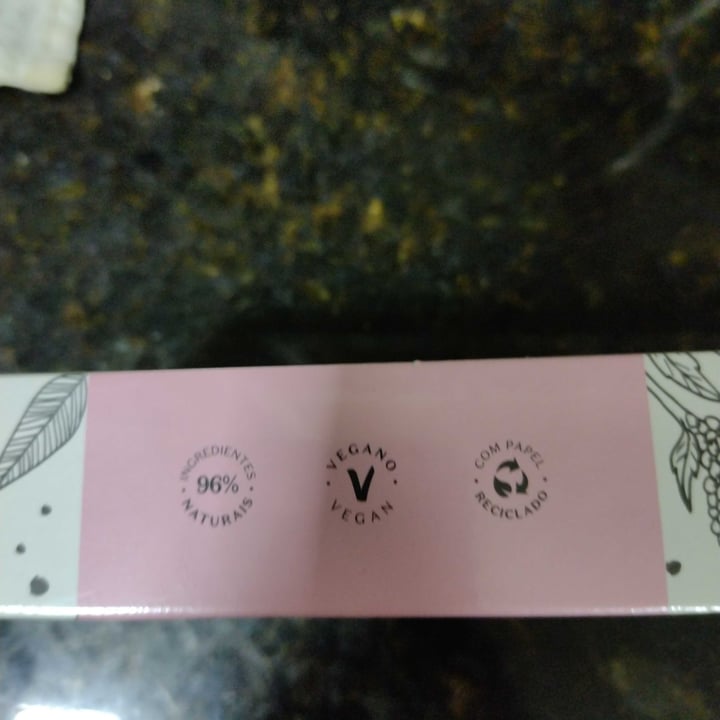 INGREDIENTES
96%
NATURAIS
VEGANO
V
VEGAN
COM PAPEL
RECICLADO